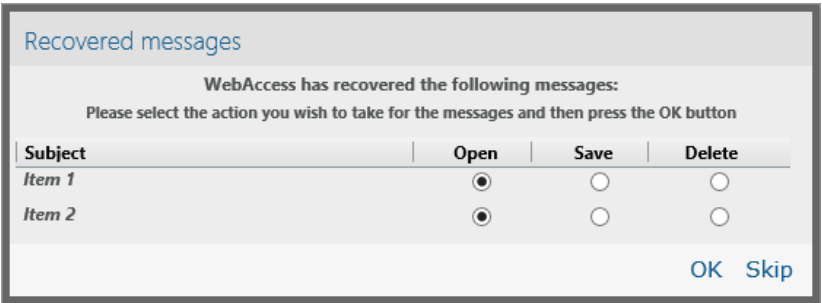 Recovered messages
WebAccess has recovered the following messages:
Please select the action you wish to take for the messages and then press the OK button
Subject Open Save Delete
Item 1
Item 2
OK Skip